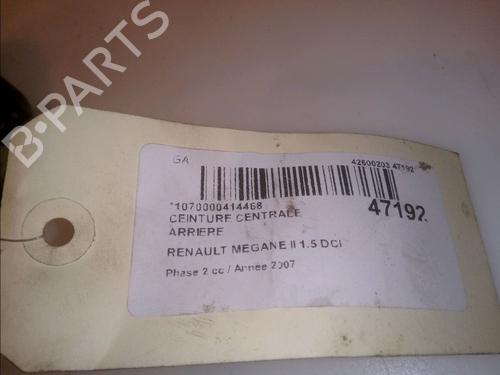 B-PARTS
GA
42600203 47192
*1070000414468
47192
CEINTURE CENTRALE
ARRIERE
RENAULT MEGANE II 1.5 DCI
Phase 2 cc / Annee 2007